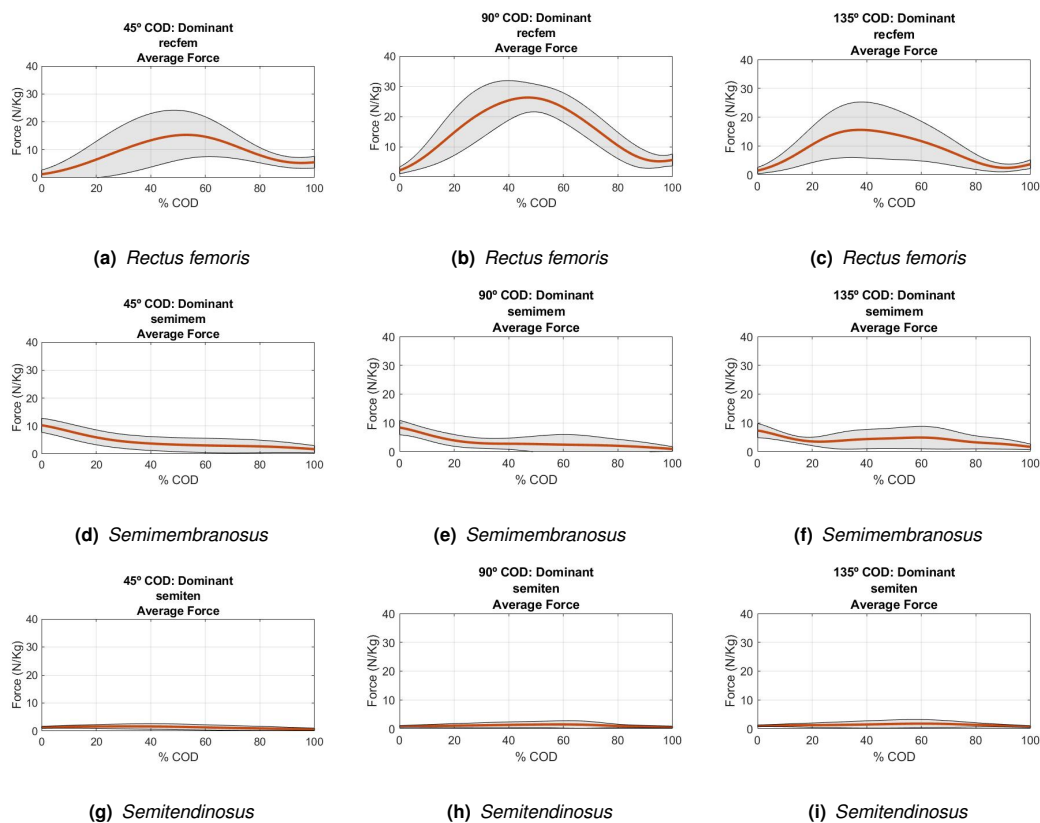 45º COD: Dominant
recfem
Average Force
Force (N/Kg)
40
30
20
10
0
0 20 40 60 80 100
% COD
(a) Rectus femoris
90º COD: Dominant
recfem
Average Force
Force (N/Kg)
40
30
20
10
0
0 20 40 60 80 100
% COD
(b) Rectus femoris
135º COD: Dominant
recfem
Average Force
Force (N/Kg)
40
30
20
10
0
0 20 40 60 80 100
% COD
(c) Rectus femoris
45º COD: Dominant
semimem
Average Force
Force (N/Kg)
40
30
20
10
0
0 20 40 60 80 100
% COD
(d) Semimembranosus
90º COD: Dominant
semimem
Average Force
Force (N/Kg)
40
30
20
10
0
0 20 40 60 80 100
% COD
(e) Semimembranosus
135º COD: Dominant
semimem
Average Force
Force (N/Kg)
40
30
20
10
0
0 20 40 60 80 100
% COD
(f) Semimembranosus
45º COD: Dominant
semiten
Average Force
Force (N/Kg)
40
30
20
10
0
0 20 40 60 80 100
% COD
(g) Semitendinosus
90º COD: Dominant
semiten
Average Force
Force (N/Kg)
40
30
20
10
0
0 20 40 60 80 100
% COD
(h) Semitendinosus
135º COD: Dominant
semiten
Average Force
Force (N/Kg)
40
30
20
10
0
0 20 40 60 80 100
% COD
(i) Semitendinosus